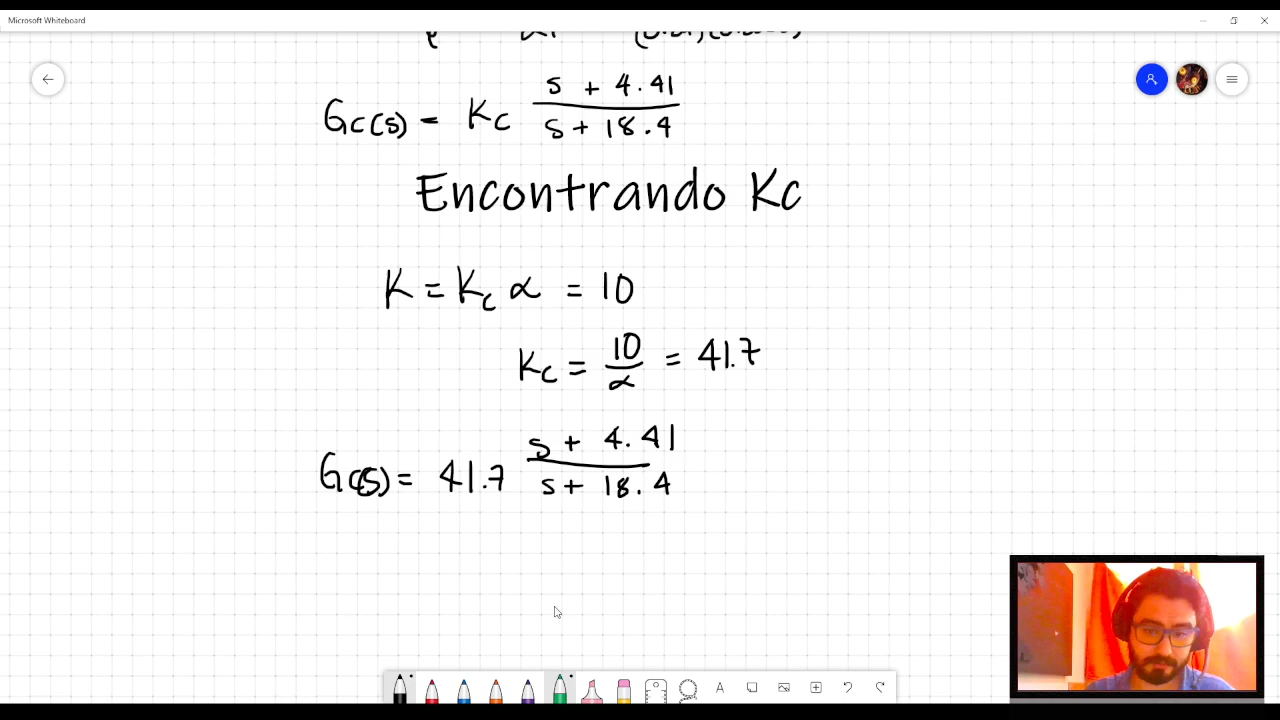 Microsoft Whiteboard
Gc(s) = Kc (s + 4.41)/(s + 18.4)
Encontrando Kc
K = Kc α = 10
Kc = 10/α = 41.7
Gc(s) = 41.7 (s + 4.41)/(s + 18.4)
A